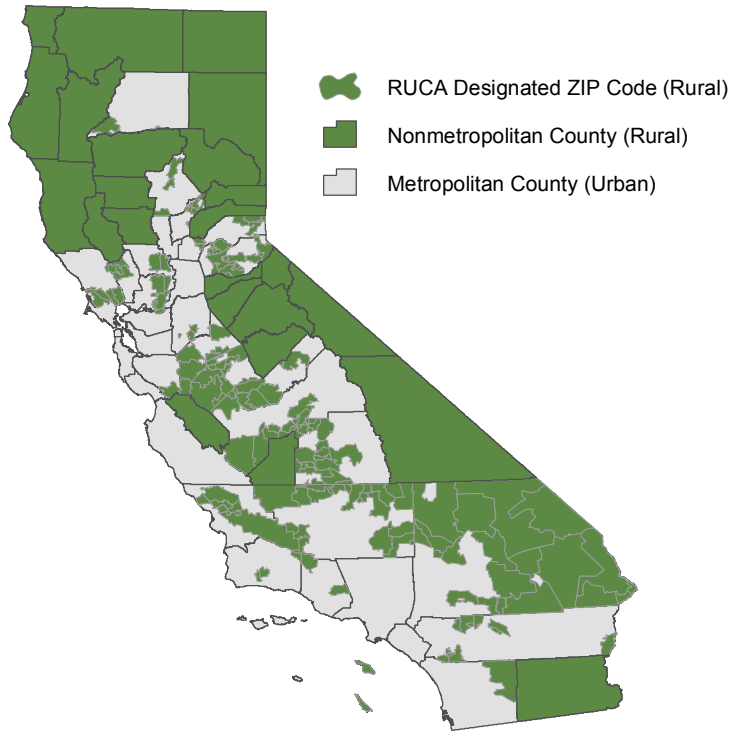 RUCA Designated ZIP Code (Rural)
Nonmetropolitan County (Rural)
Metropolitan County (Urban)